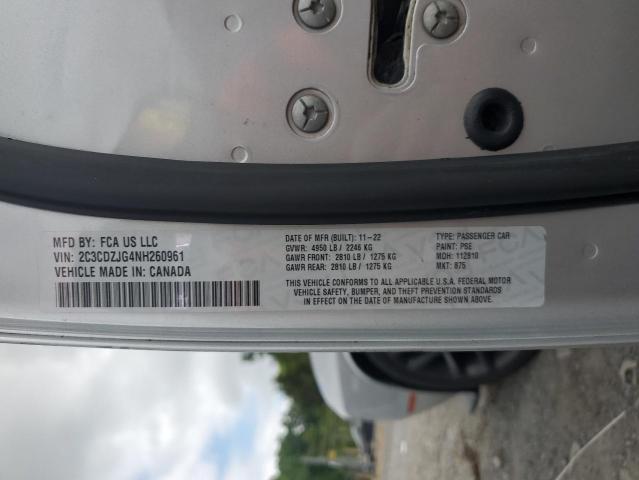 MFD BY: FCA US LLC
VIN: 2C3CDZJG4NH260961
VEHICLE MADE IN: CANADA
DATE OF MFR (BUILT): 11-22
GVWR: 4950 LB / 2246 KG
GAWR FRONT: 2810 LB / 1275 KG
GAWR REAR: 2810 LB / 1275 KG
TYPE: PASSENGER CAR
PAINT: PSE
MDH: 112810
MKT: 875
THIS VEHICLE CONFORMS TO ALL APPLICABLE U.S.A. FEDERAL MOTOR
VEHICLE SAFETY, BUMPER, AND THEFT PREVENTION STANDARDS
IN EFFECT ON THE DATE OF MANUFACTURE SHOWN ABOVE.